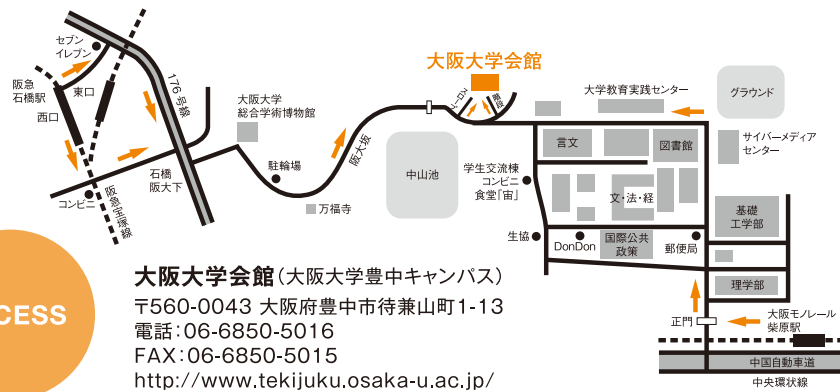 セブン
イレブン
阪急
石橋駅
東口
西口
176号線
大阪大学
総合学術博物館
大阪大学会館
スロープ
階段
大学教育実践センター
グラウンド
サイバーメディア
センター
言文
図書館
駐輪場
阪大坂
中山池
学生交流棟
コンビニ
食堂「宙」
文・法・経
石橋
阪大下
コンビニ
阪急宝塚線
万福寺
生協
DonDon
国際公共
政策
郵便局
基礎
工学部
理学部
正門
大阪モノレール
柴原駅
中国自動車道
中央環状線
CESS
大阪大学会館(大阪大学豊中キャンパス)
〒560-0043 大阪府豊中市待兼山町1-13
電話:06-6850-5016
FAX:06-6850-5015
http://www.tekijuku.osaka-u.ac.jp/